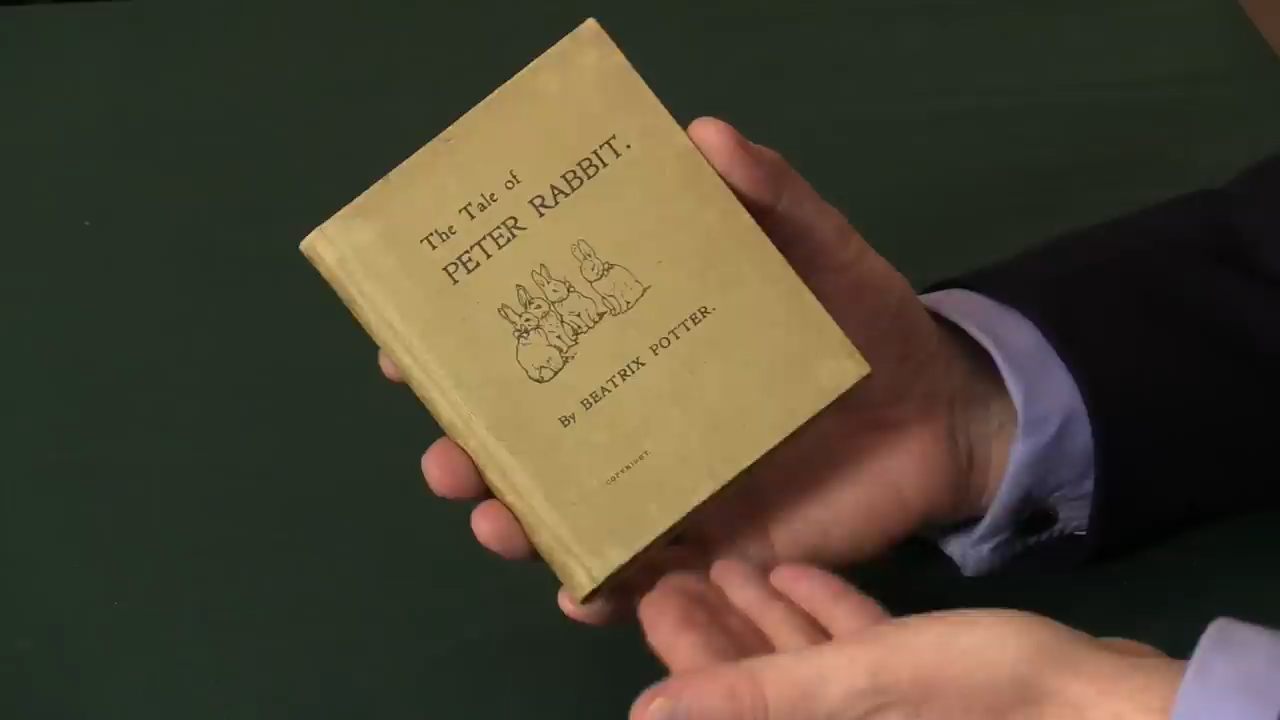 The Tale of
PETER RABBIT.
By BEATRIX POTTER.
COPYRIGHT.